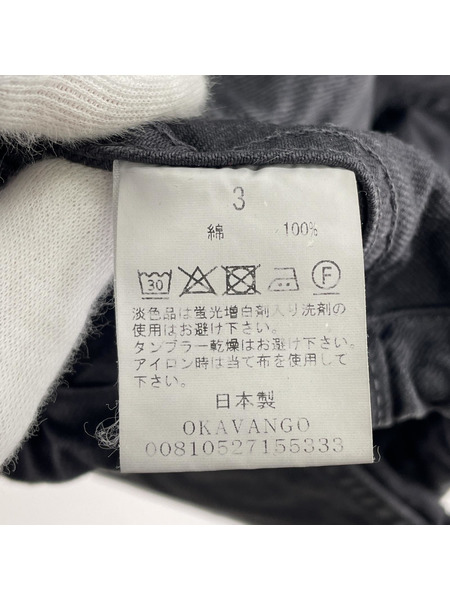 3
綿 100%
30 F
淡色品は蛍光増白剤入り洗剤の
使用はお避け下さい。
タンブラー乾燥はお避け下さい。
アイロン時は当て布を使用して
下さい。
日本製
OKAVANGO
00810527155333